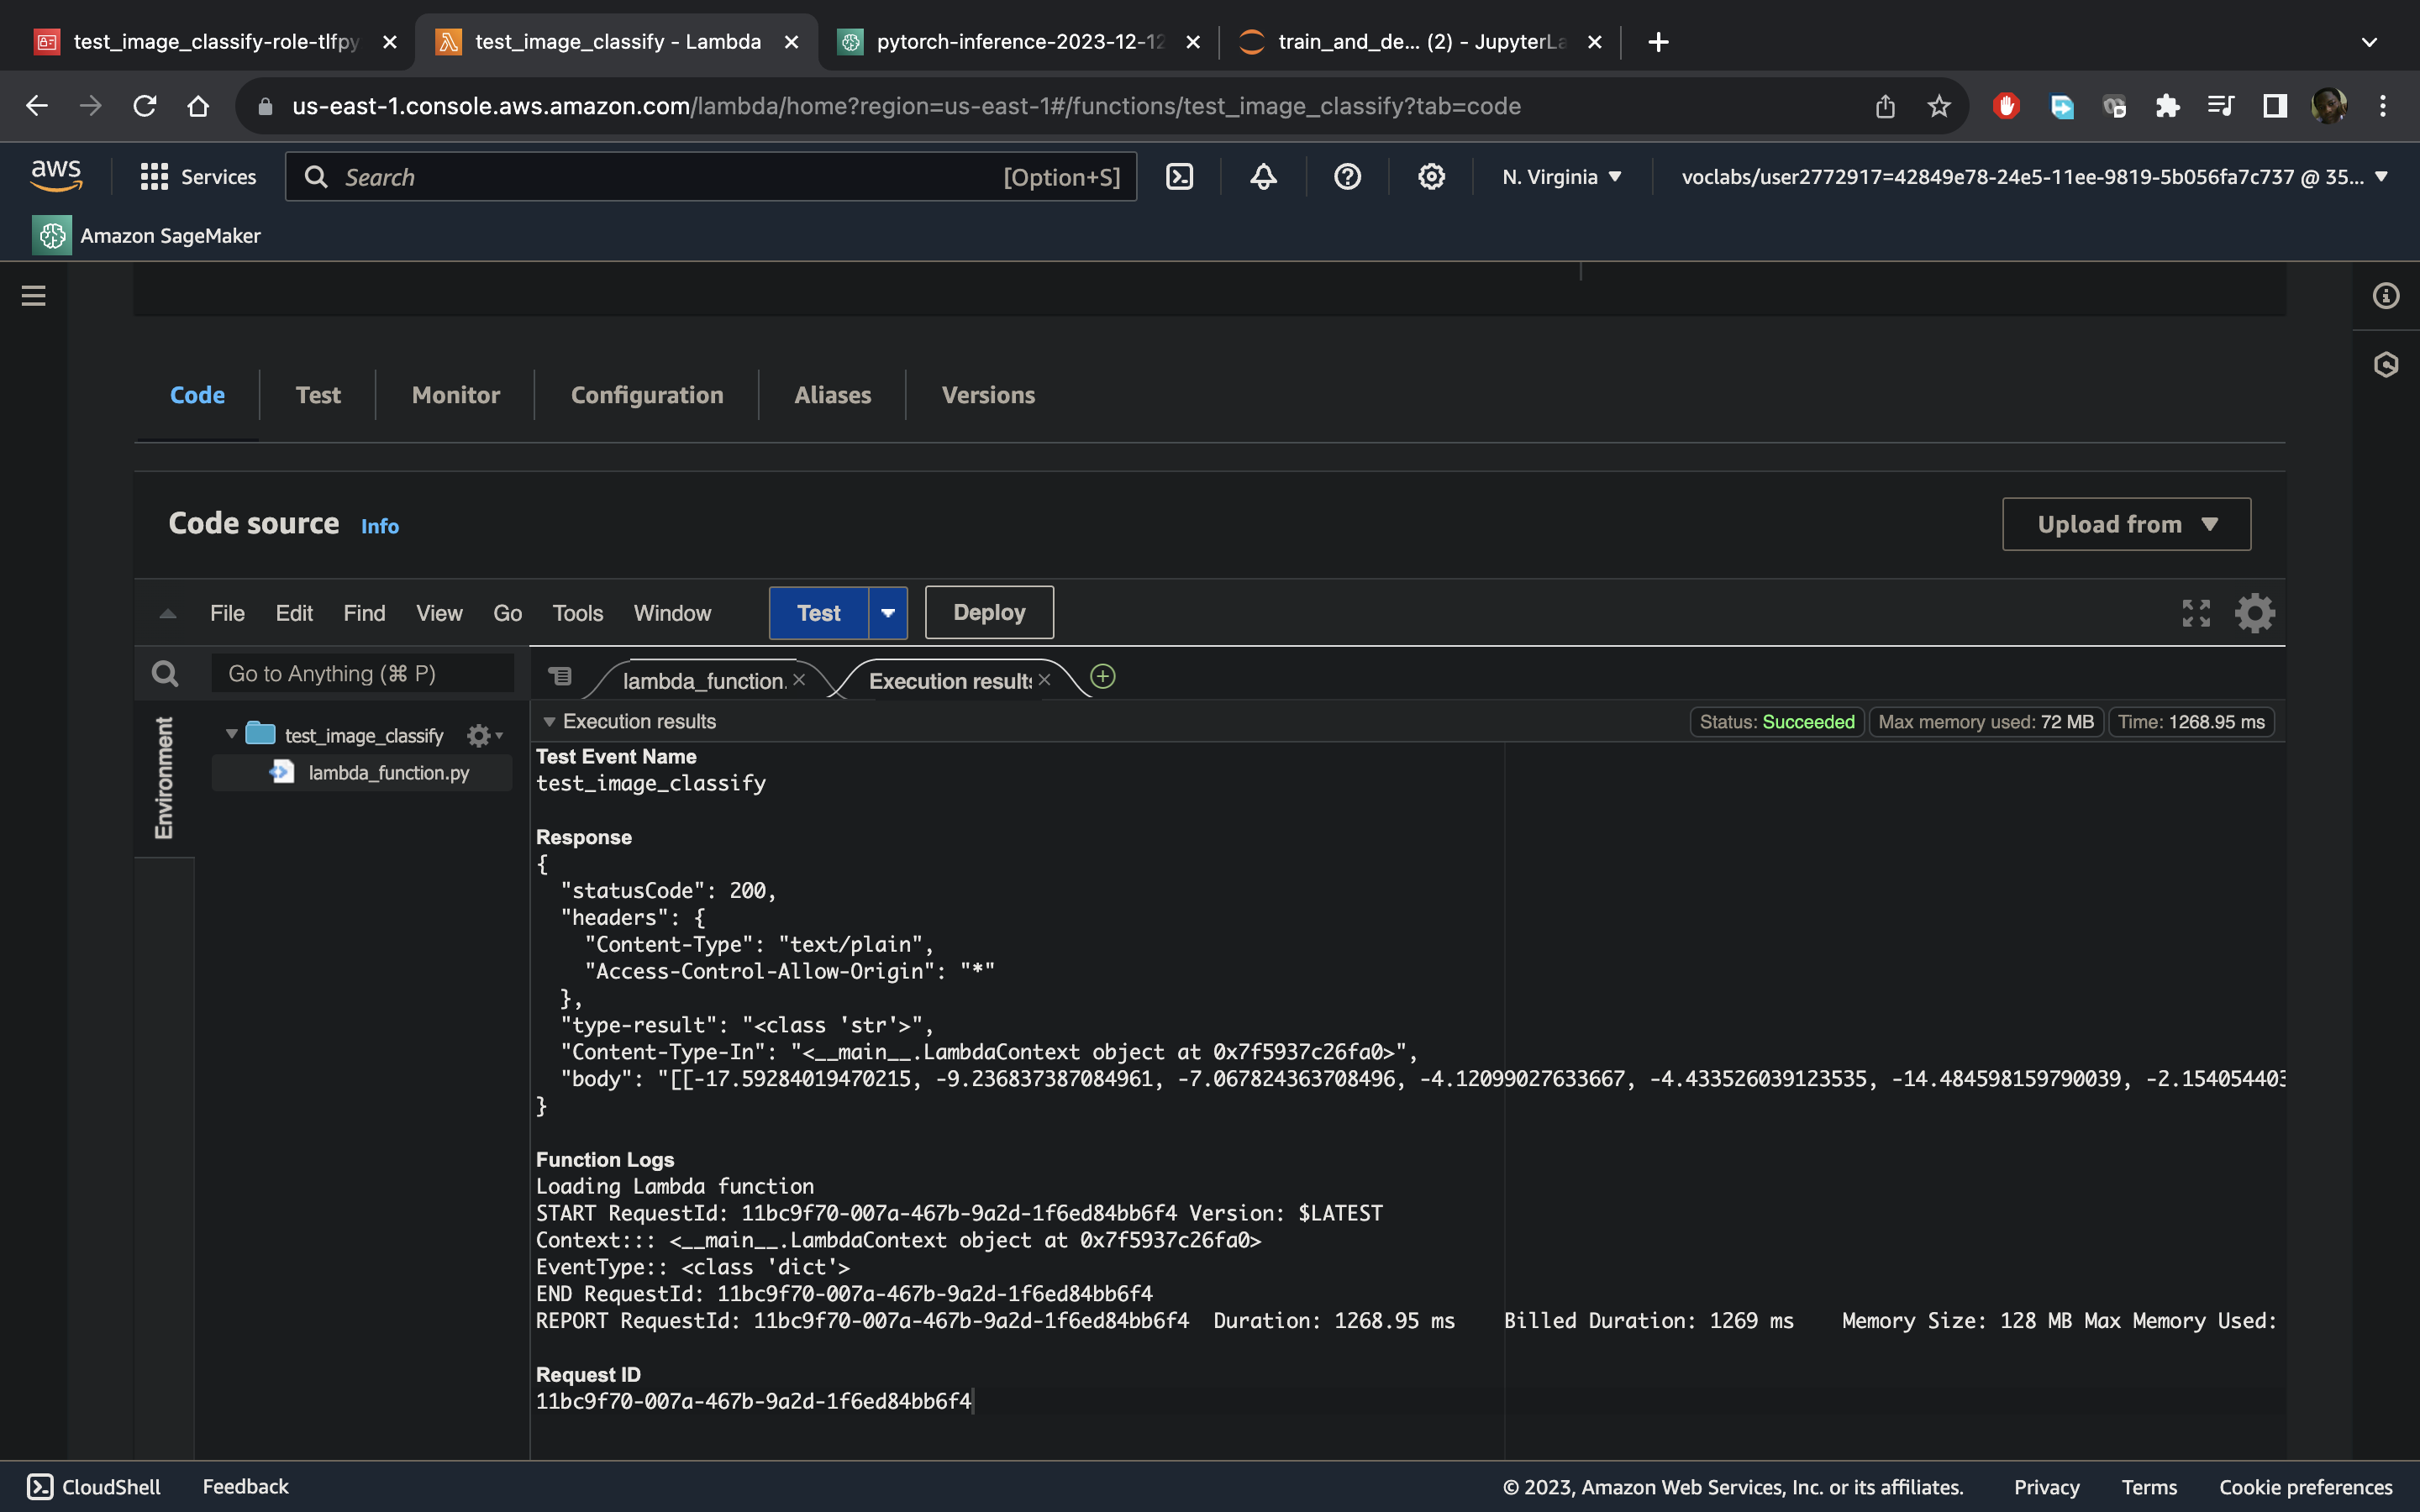 test_image_classify-role-tlfpy
test_image_classify - Lambda
pytorch-inference-2023-12-12
train_and_de... (2) - JupyterLa
us-east-1.console.aws.amazon.com/lambda/home?region=us-east-1#/functions/test_image_classify?tab=code
aws
Services
Search
[Option+S]
N. Virginia
voclabs/user2772917=42849e78-24e5-11ee-9819-5b056fa7c737 @ 35...
Amazon SageMaker
Code
Test
Monitor
Configuration
Aliases
Versions
Code source Info
Upload from
File Edit Find View Go Tools Window
Test
Deploy
Go to Anything (⌘ P)
lambda_function.
Execution results
Environment
test_image_classify
lambda_function.py
Execution results
Status: Succeeded
Max memory used: 72 MB
Time: 1268.95 ms
Test Event Name
test_image_classify
Response
{
"statusCode": 200,
"headers": {
"Content-Type": "text/plain",
"Access-Control-Allow-Origin": "*"
},
"type-result": "<class 'str'>",
"Content-Type-In": "<__main__.LambdaContext object at 0x7f5937c26fa0>",
"body": "[[-17.59284019470215, -9.236837387084961, -7.067824363708496, -4.12099027633667, -4.433526039123535, -14.484598159790039, -2.154054403
}
Function Logs
Loading Lambda function
START RequestId: 11bc9f70-007a-467b-9a2d-1f6ed84bb6f4 Version: $LATEST
Context::: <__main__.LambdaContext object at 0x7f5937c26fa0>
EventType:: <class 'dict'>
END RequestId: 11bc9f70-007a-467b-9a2d-1f6ed84bb6f4
REPORT RequestId: 11bc9f70-007a-467b-9a2d-1f6ed84bb6f4 Duration: 1268.95 ms Billed Duration: 1269 ms Memory Size: 128 MB Max Memory Used:
Request ID
11bc9f70-007a-467b-9a2d-1f6ed84bb6f4
CloudShell
Feedback
© 2023, Amazon Web Services, Inc. or its affiliates.
Privacy
Terms
Cookie preferences